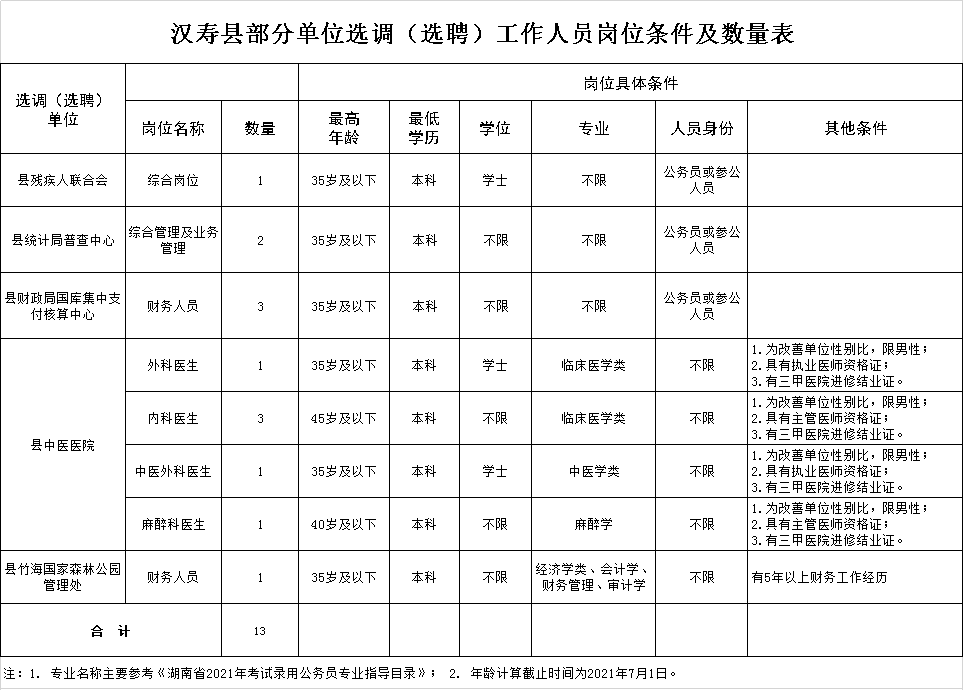 汉寿县部分单位选调（选聘）工作人员岗位条件及数量表
选调（选聘）
单位
岗位具体条件
岗位名称 数量 最高 最低 学位 专业 人员身份 其他条件
年龄 学历
县残疾人联合会 综合岗位 1 35岁及以下 本科 学士 不限 公务员或参公
人员
县统计局普查中心 综合管理及业务 2 35岁及以下 本科 不限 不限 公务员或参公
管理 人员
县财政局国库集中支 财务人员 3 35岁及以下 本科 不限 不限 公务员或参公
付核算中心 人员
县中医医院
外科医生 1 35岁及以下 本科 学士 临床医学类 不限
1.为改善单位性别比，限男性；
2.具有执业医师资格证；
3.有三甲医院进修结业证。
内科医生 3 45岁及以下 本科 不限 临床医学类 不限
1.为改善单位性别比，限男性；
2.具有主管医师资格证；
3.有三甲医院进修结业证。
中医外科医生 1 35岁及以下 本科 学士 中医学类 不限
1.为改善单位性别比，限男性；
2.具有执业医师资格证；
3.有三甲医院进修结业证。
麻醉科医生 1 40岁及以下 本科 不限 麻醉学 不限
1.为改善单位性别比，限男性；
2.具有主管医师资格证；
3.有三甲医院进修结业证。
县竹海国家森林公园 财务人员 1 35岁及以下 本科 不限 经济学类、会计学、 不限 有5年以上财务工作经历
管理处 财务管理、审计学
合 计 13
注：1. 专业名称主要参考《湖南省2021年考试录用公务员专业指导目录》； 2. 年龄计算截止时间为2021年7月1日。